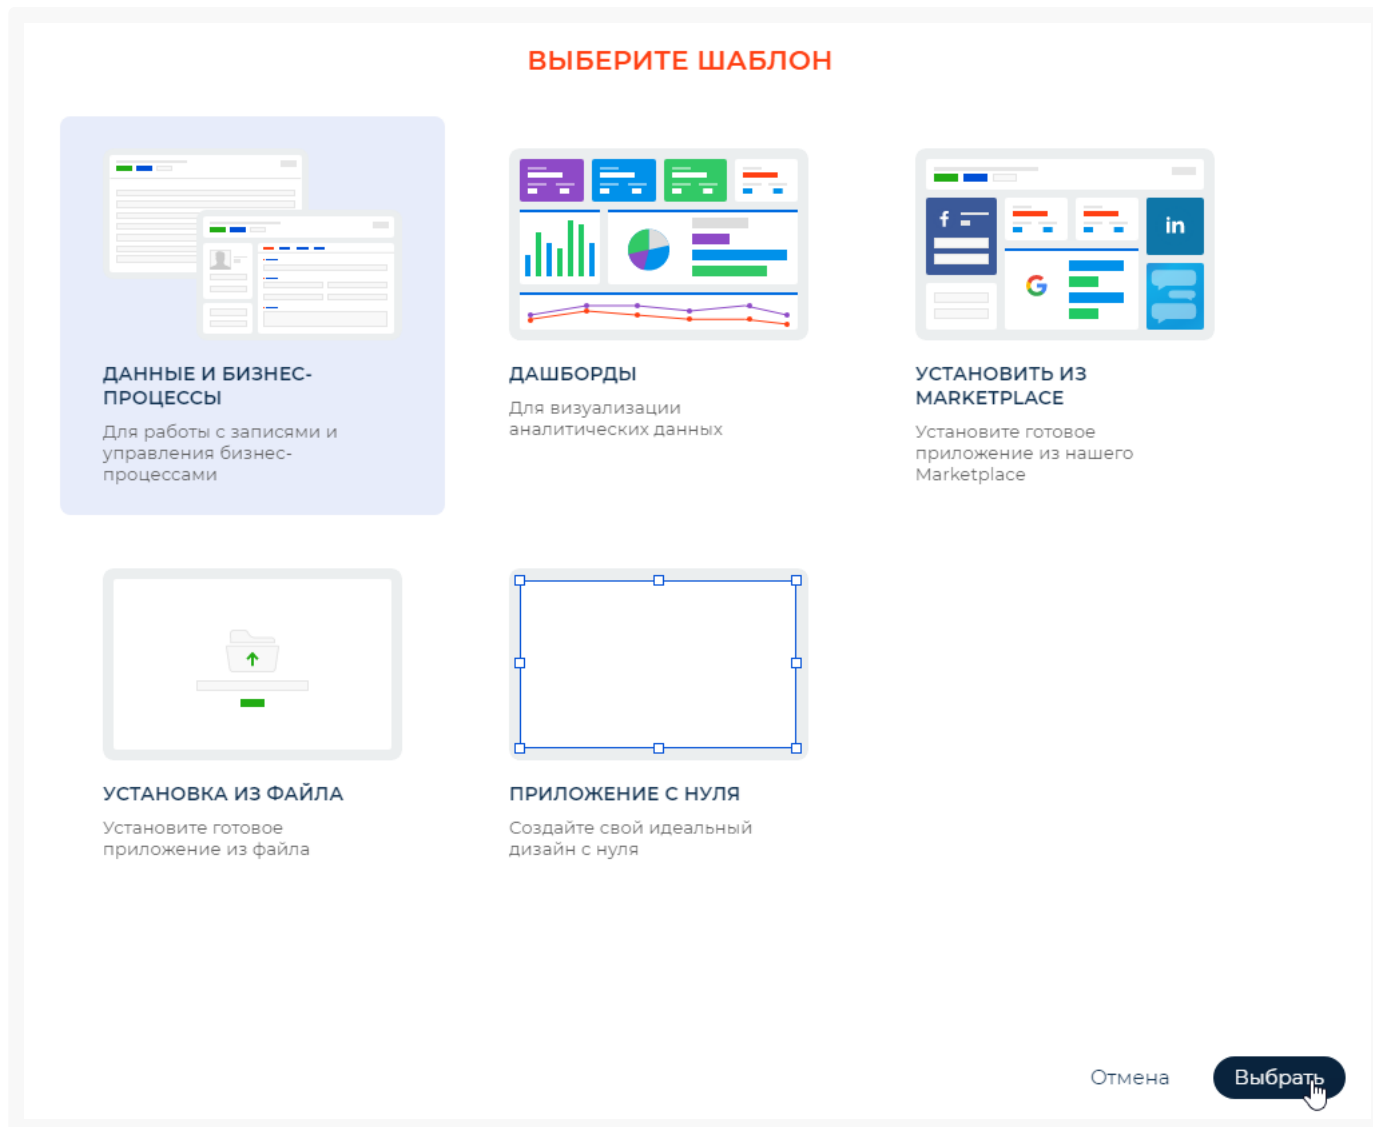 ВЫБЕРИТЕ ШАБЛОН
ДАННЫЕ И БИЗНЕС-
ПРОЦЕССЫ
Для работы с записями и
управления бизнес-
процессами
ДАШБОРДЫ
Для визуализации
аналитических данных
УСТАНОВИТЬ ИЗ
MARKETPLACE
Установите готовое
приложение из нашего
Marketplace
f
in
G
УСТАНОВКА ИЗ ФАЙЛА
Установите готовое
приложение из файла
ПРИЛОЖЕНИЕ С НУЛЯ
Создайте свой идеальный
дизайн с нуля
Отмена
Выбрать